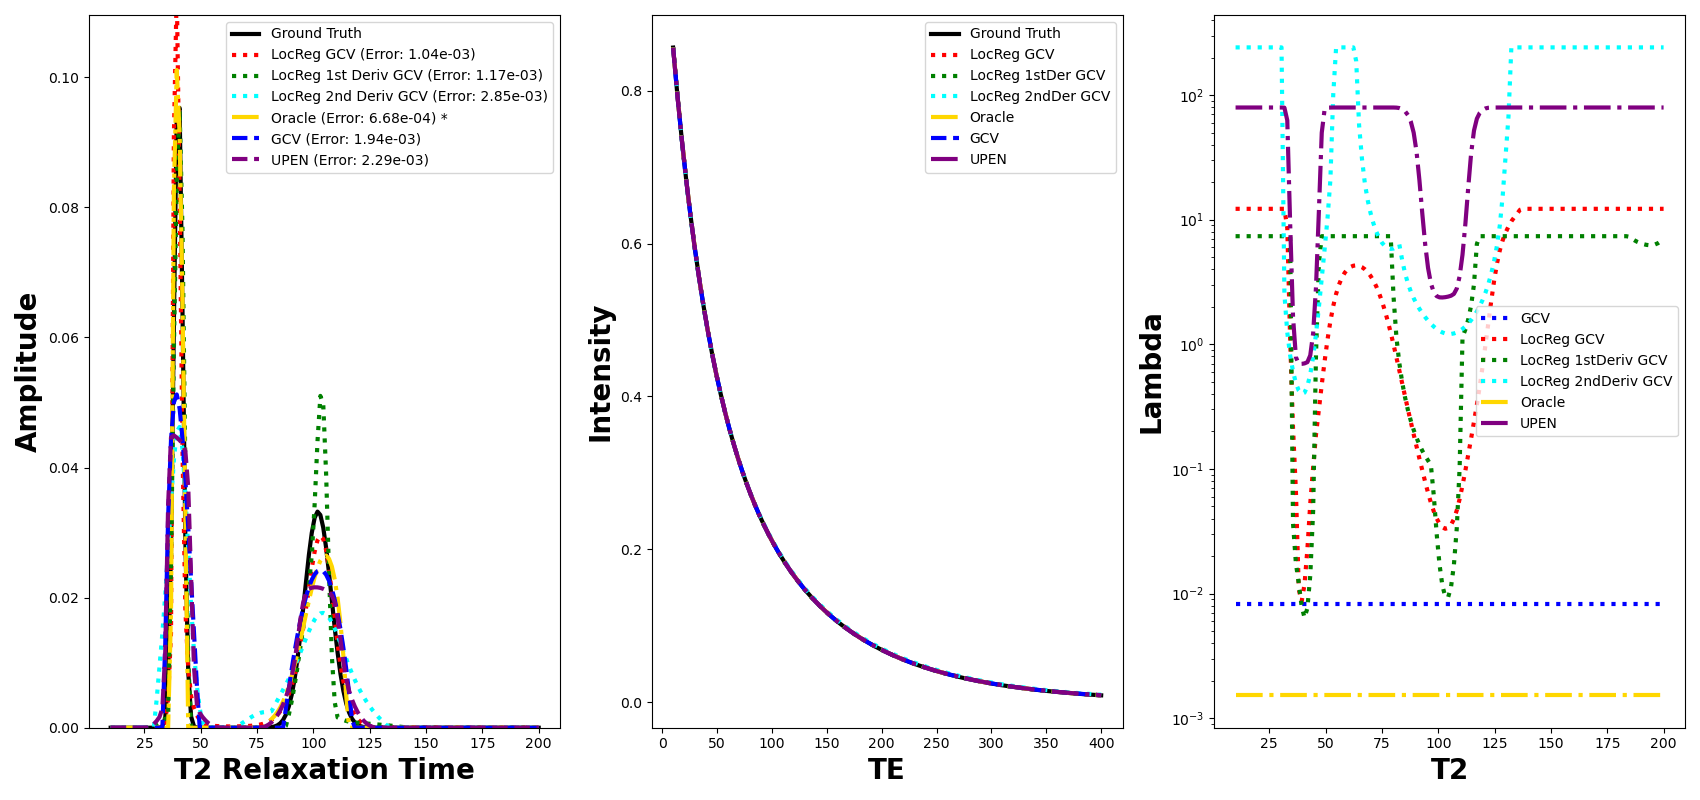 Ground Truth
LocReg GCV (Error: 1.04e-03)
LocReg 1st Deriv GCV (Error: 1.17e-03)
LocReg 2nd Deriv GCV (Error: 2.85e-03)
Oracle (Error: 6.68e-04) *
GCV (Error: 1.94e-03)
UPEN (Error: 2.29e-03)
0.10
0.08
0.06
0.04
0.02
0.00
25 50 75 100 125 150 175 200
Amplitude
T2 Relaxation Time
Ground Truth
LocReg GCV
LocReg 1stDer GCV
LocReg 2ndDer GCV
Oracle
GCV
UPEN
0.8
0.6
0.4
0.2
0.0
0 50 100 150 200 250 300 350 400
Intensity
TE
10²
10¹
10⁰
10⁻¹
10⁻²
10⁻³
GCV
LocReg GCV
LocReg 1stDeriv GCV
LocReg 2ndDeriv GCV
Oracle
UPEN
25 50 75 100 125 150 175 200
Lambda
T2